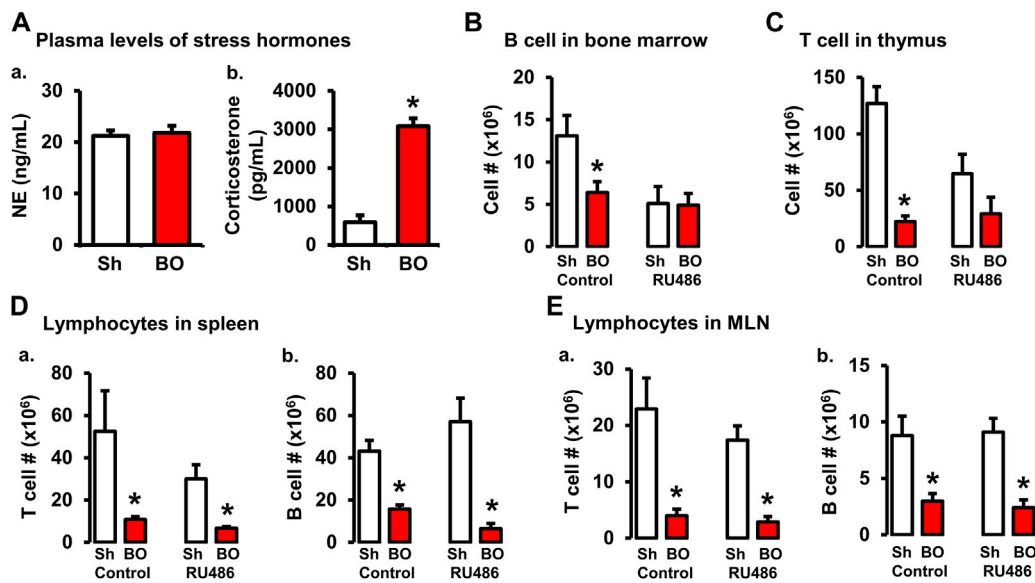 A Plasma levels of stress hormones
a.
NE (ng/mL)
30
20
10
0
Sh BO
b.
Corticosterone
(pg/mL)
4000
3000
2000
1000
0
*
Sh BO
B B cell in bone marrow
Cell # (x10⁶)
20
15
10
5
0
*
Sh BO Sh BO
Control RU486
C T cell in thymus
Cell # (x10⁶)
150
100
50
0
*
Sh BO Sh BO
Control RU486
D Lymphocytes in spleen
a.
T cell # (x10⁶)
80
60
40
20
0
* *
Sh BO Sh BO
Control RU486
b.
B cell # (x10⁶)
80
60
40
20
0
* *
Sh BO Sh BO
Control RU486
E Lymphocytes in MLN
a.
T cell # (x10⁶)
30
20
10
0
* *
Sh BO Sh BO
Control RU486
b.
B cell # (x10⁶)
15
10
5
0
* *
Sh BO Sh BO
Control RU486